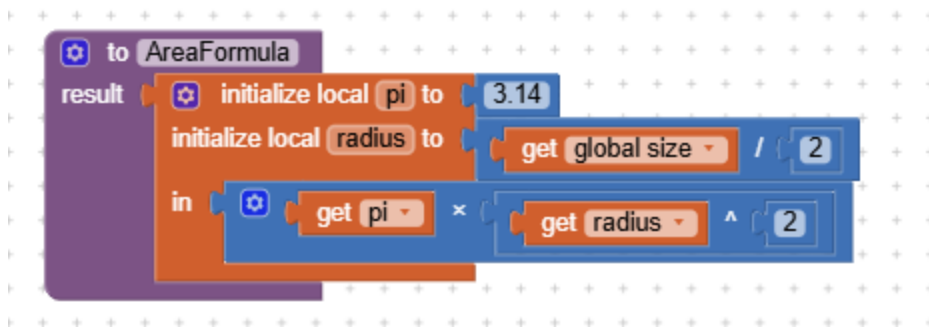 to AreaFormula
result initialize local pi to 3.14
initialize local radius to get global size / 2
in get pi × get radius ^ 2